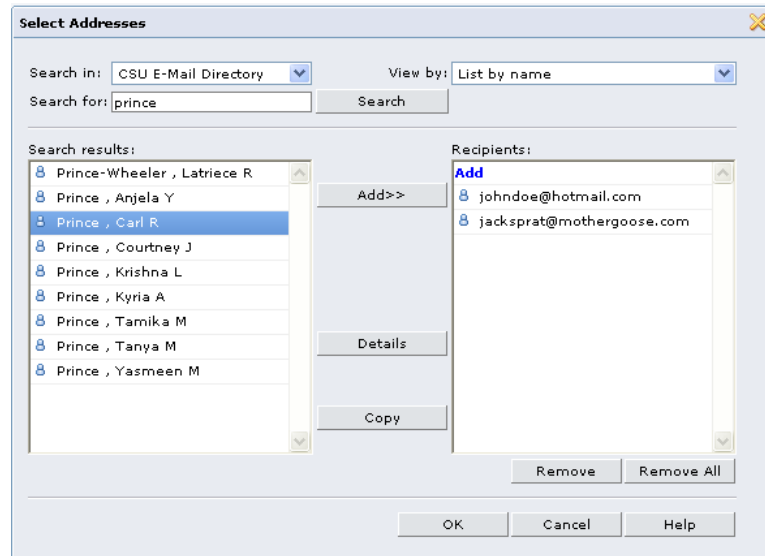 Select Addresses
Search in: CSU E-Mail Directory View by: List by name
Search for: prince Search
Search results:
Prince-Wheeler , Latriece R
Prince , Anjela Y
Prince , Carl R
Prince , Courtney J
Prince , Krishna L
Prince , Kyria A
Prince , Tamika M
Prince , Tanya M
Prince , Yasmeen M
Add>>
Details
Copy
Recipients:
Add
johndoe@hotmail.com
jacksprat@mothergoose.com
Remove Remove All
OK Cancel Help